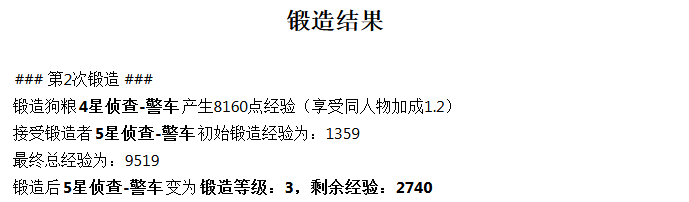 锻造结果
### 第2次锻造 ###
锻造狗粮 4星侦查-警车 产生8160点经验（享受同人物加成1.2）
接受锻造者 5星侦查-警车 初始锻造经验为：1359
最终总经验为：9519
锻造后 5星侦查-警车 变为 锻造等级：3，剩余经验：2740